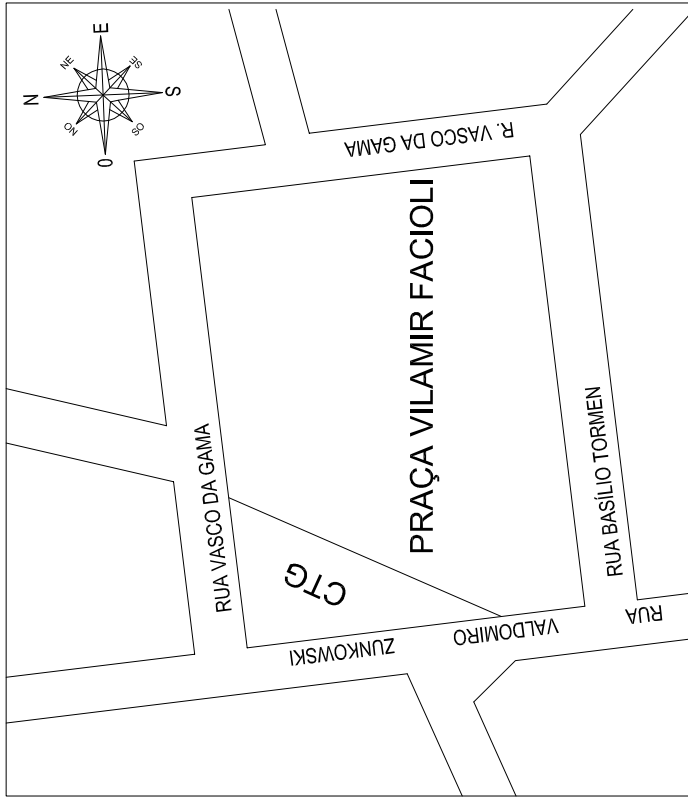 N
NE
E
SE
S
SO
O
NO
R. VASCO DA GAMA
RUA VASCO DA GAMA
PRAÇA VILAMIR FACIOLI
CTG
RUA BASÍLIO TORMEN
RUA
VALDOMIRO
ZUNKOWSKI